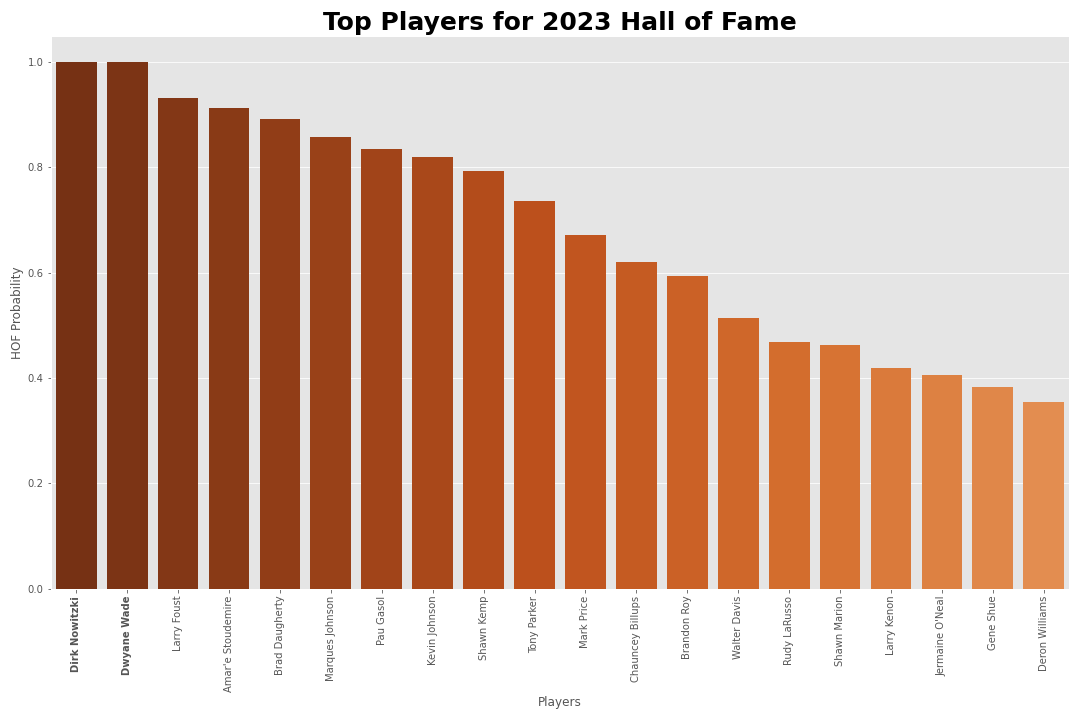 Top Players for 2023 Hall of Fame
HOF Probability
1.0
0.8
0.6
0.4
0.2
0.0
Dirk Nowitzki
Dwyane Wade
Larry Foust
Amar'e Stoudemire
Brad Daugherty
Marques Johnson
Pau Gasol
Kevin Johnson
Shawn Kemp
Tony Parker
Mark Price
Chauncey Billups
Brandon Roy
Walter Davis
Rudy LaRusso
Shawn Marion
Larry Kenon
Jermaine O'Neal
Gene Shue
Deron Williams
Players